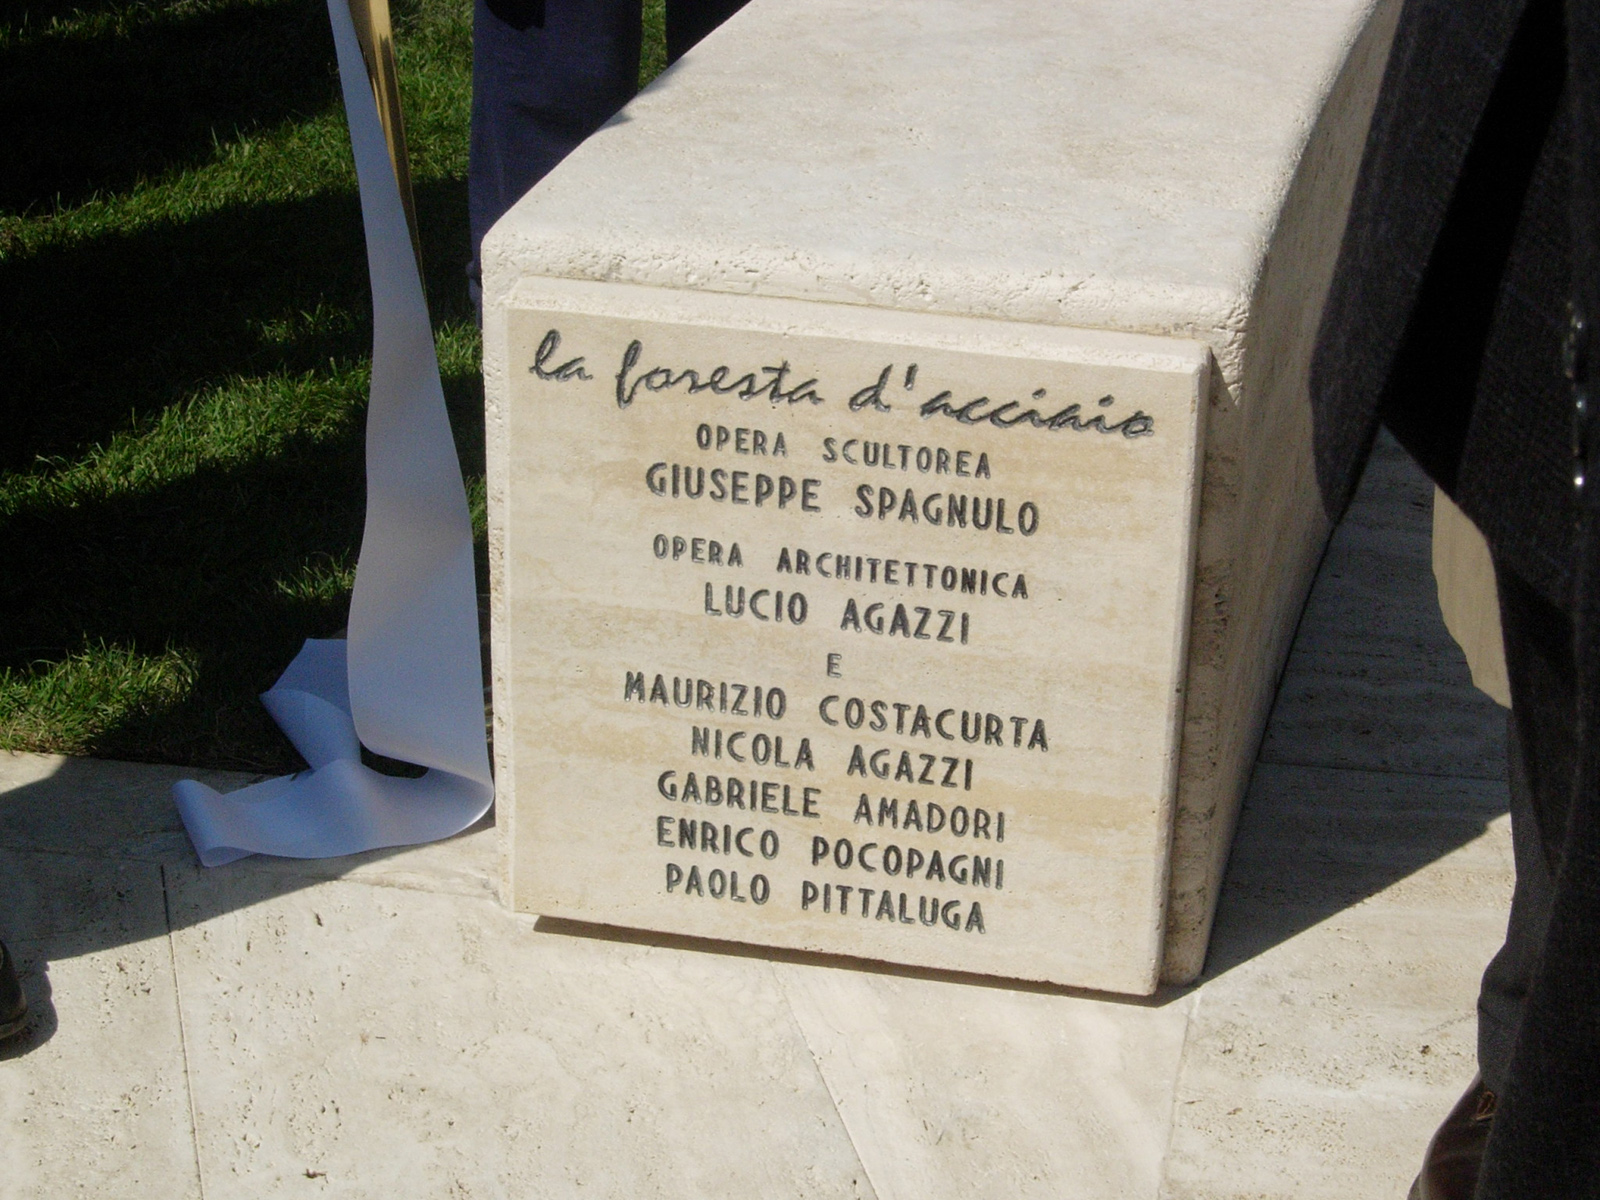 la foresta d'acciaio
OPERA SCULTOREA
GIUSEPPE SPAGNULO
OPERA ARCHITETTONICA
LUCIO AGAZZI
E
MAURIZIO COSTACURTA
NICOLA AGAZZI
GABRIELE AMADORI
ENRICO POCOPAGNI
PAOLO PITTALUGA